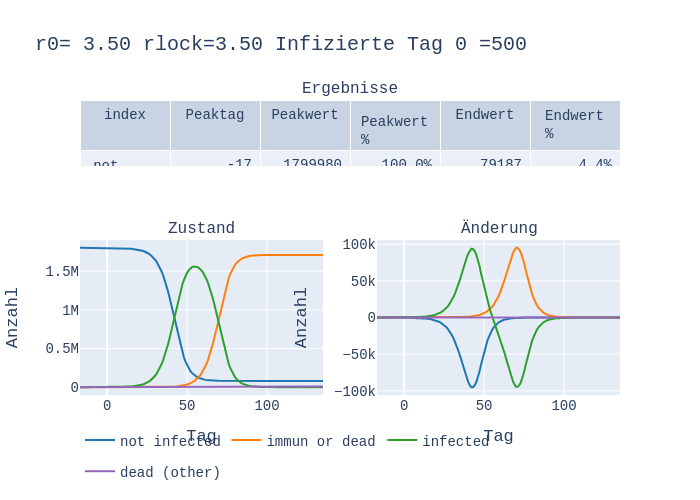 r0= 3.50 rlock=3.50 Infizierte Tag 0 =500
Ergebnisse
index Peaktag Peakwert Peakwert % Endwert Endwert %
not -17 1799980 100.0% 79187 4.4%
Zustand
Anzahl
1.5M
1M
0.5M
0
0 50 100
Tag
Änderung
Anzahl
100k
50k
0
−50k
−100k
0 50 100
Tag
not infected immun or dead infected
dead (other)